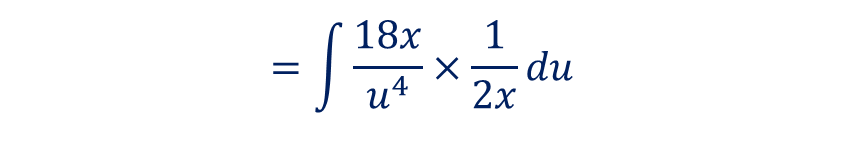 = ∫ 18x/u⁴ × 1/2x du